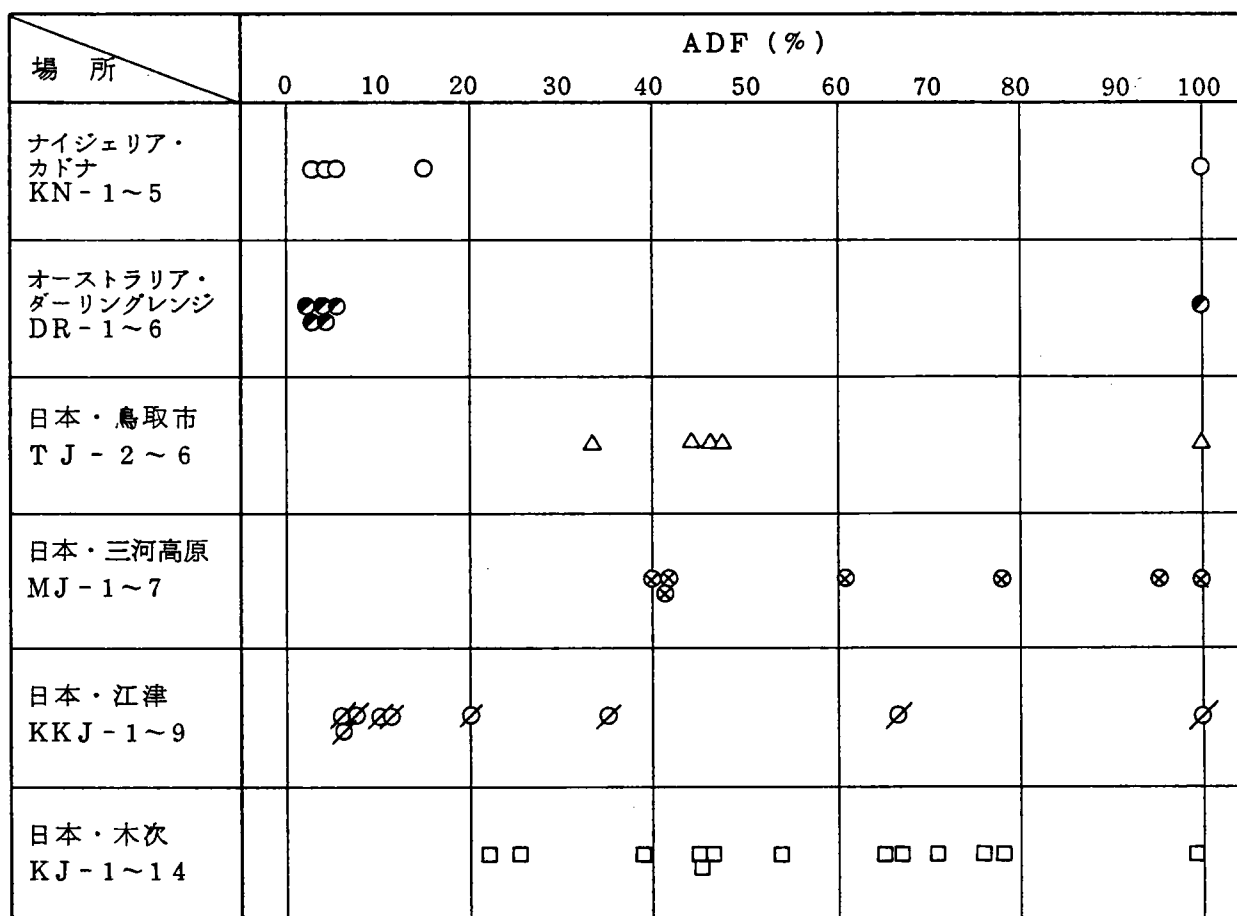 場所
ADF (%)
0 10 20 30 40 50 60 70 80 90 100
ナイジェリア・
カドナ
KN-1~5
オーストラリア・
ダーリングレンジ
DR-1~6
日本・鳥取市
TJ-2~6
日本・三河高原
MJ-1~7
日本・江津
KKJ-1~9
日本・木次
KJ-1~14